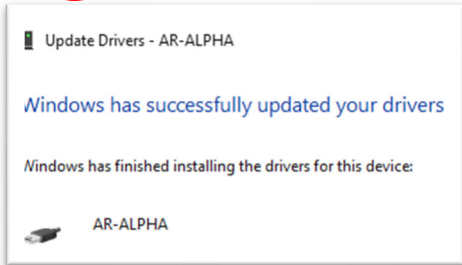 Update Drivers - AR-ALPHA
Windows has successfully updated your drivers
Windows has finished installing the drivers for this device:
AR-ALPHA